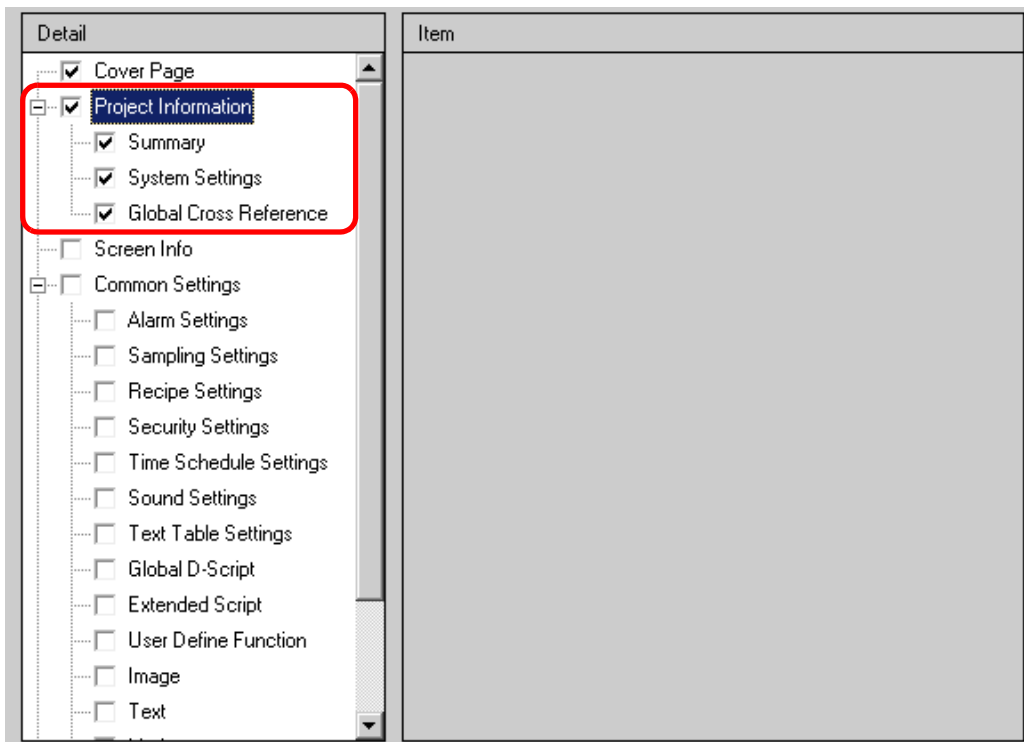 Detail
Item
Cover Page
Project Information
Summary
System Settings
Global Cross Reference
Screen Info
Common Settings
Alarm Settings
Sampling Settings
Recipe Settings
Security Settings
Time Schedule Settings
Sound Settings
Text Table Settings
Global D-Script
Extended Script
User Define Function
Image
Text